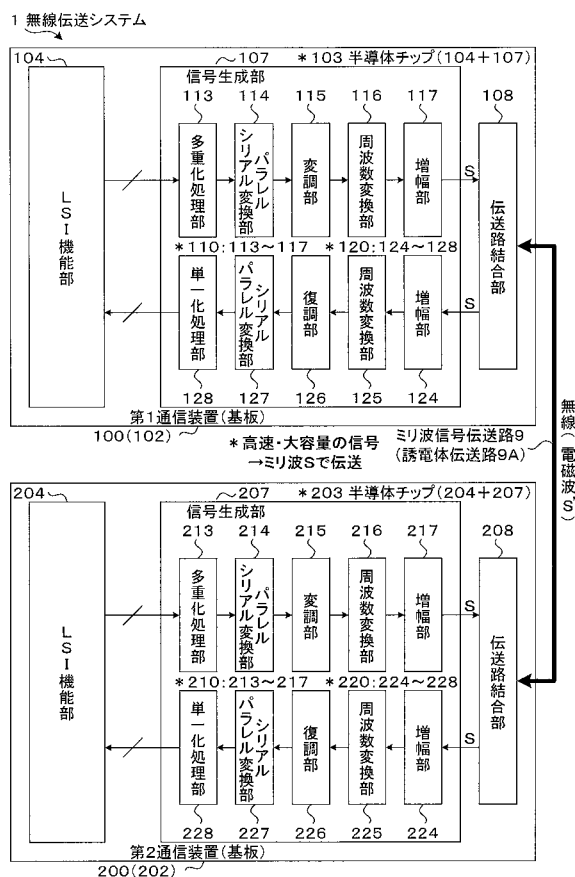 1 無線伝送システム
104
107
*103 半導体チップ(104+107)
信号生成部
113 114 115 116 117 108
LSI機能部
多重化処理部
パラレルシリアル変換部
変調部
周波数変換部
増幅部
S
伝送路結合部
*110:113～117 *120:124～128
単一化処理部
シリアルパラレル変換部
復調部
周波数変換部
増幅部
S
128 127 126 125 124
第1通信装置(基板)
100(102)
*高速・大容量の信号
→ミリ波Sで伝送
ミリ波信号伝送路9
(誘電体伝送路9A)
無線(電磁波,S')
204
207
*203 半導体チップ(204+207)
信号生成部
213 214 215 216 217 208
LSI機能部
多重化処理部
パラレルシリアル変換部
変調部
周波数変換部
増幅部
S
伝送路結合部
*210:213～217 *220:224～228
単一化処理部
シリアルパラレル変換部
復調部
周波数変換部
増幅部
S
228 227 226 225 224
第2通信装置(基板)
200(202)